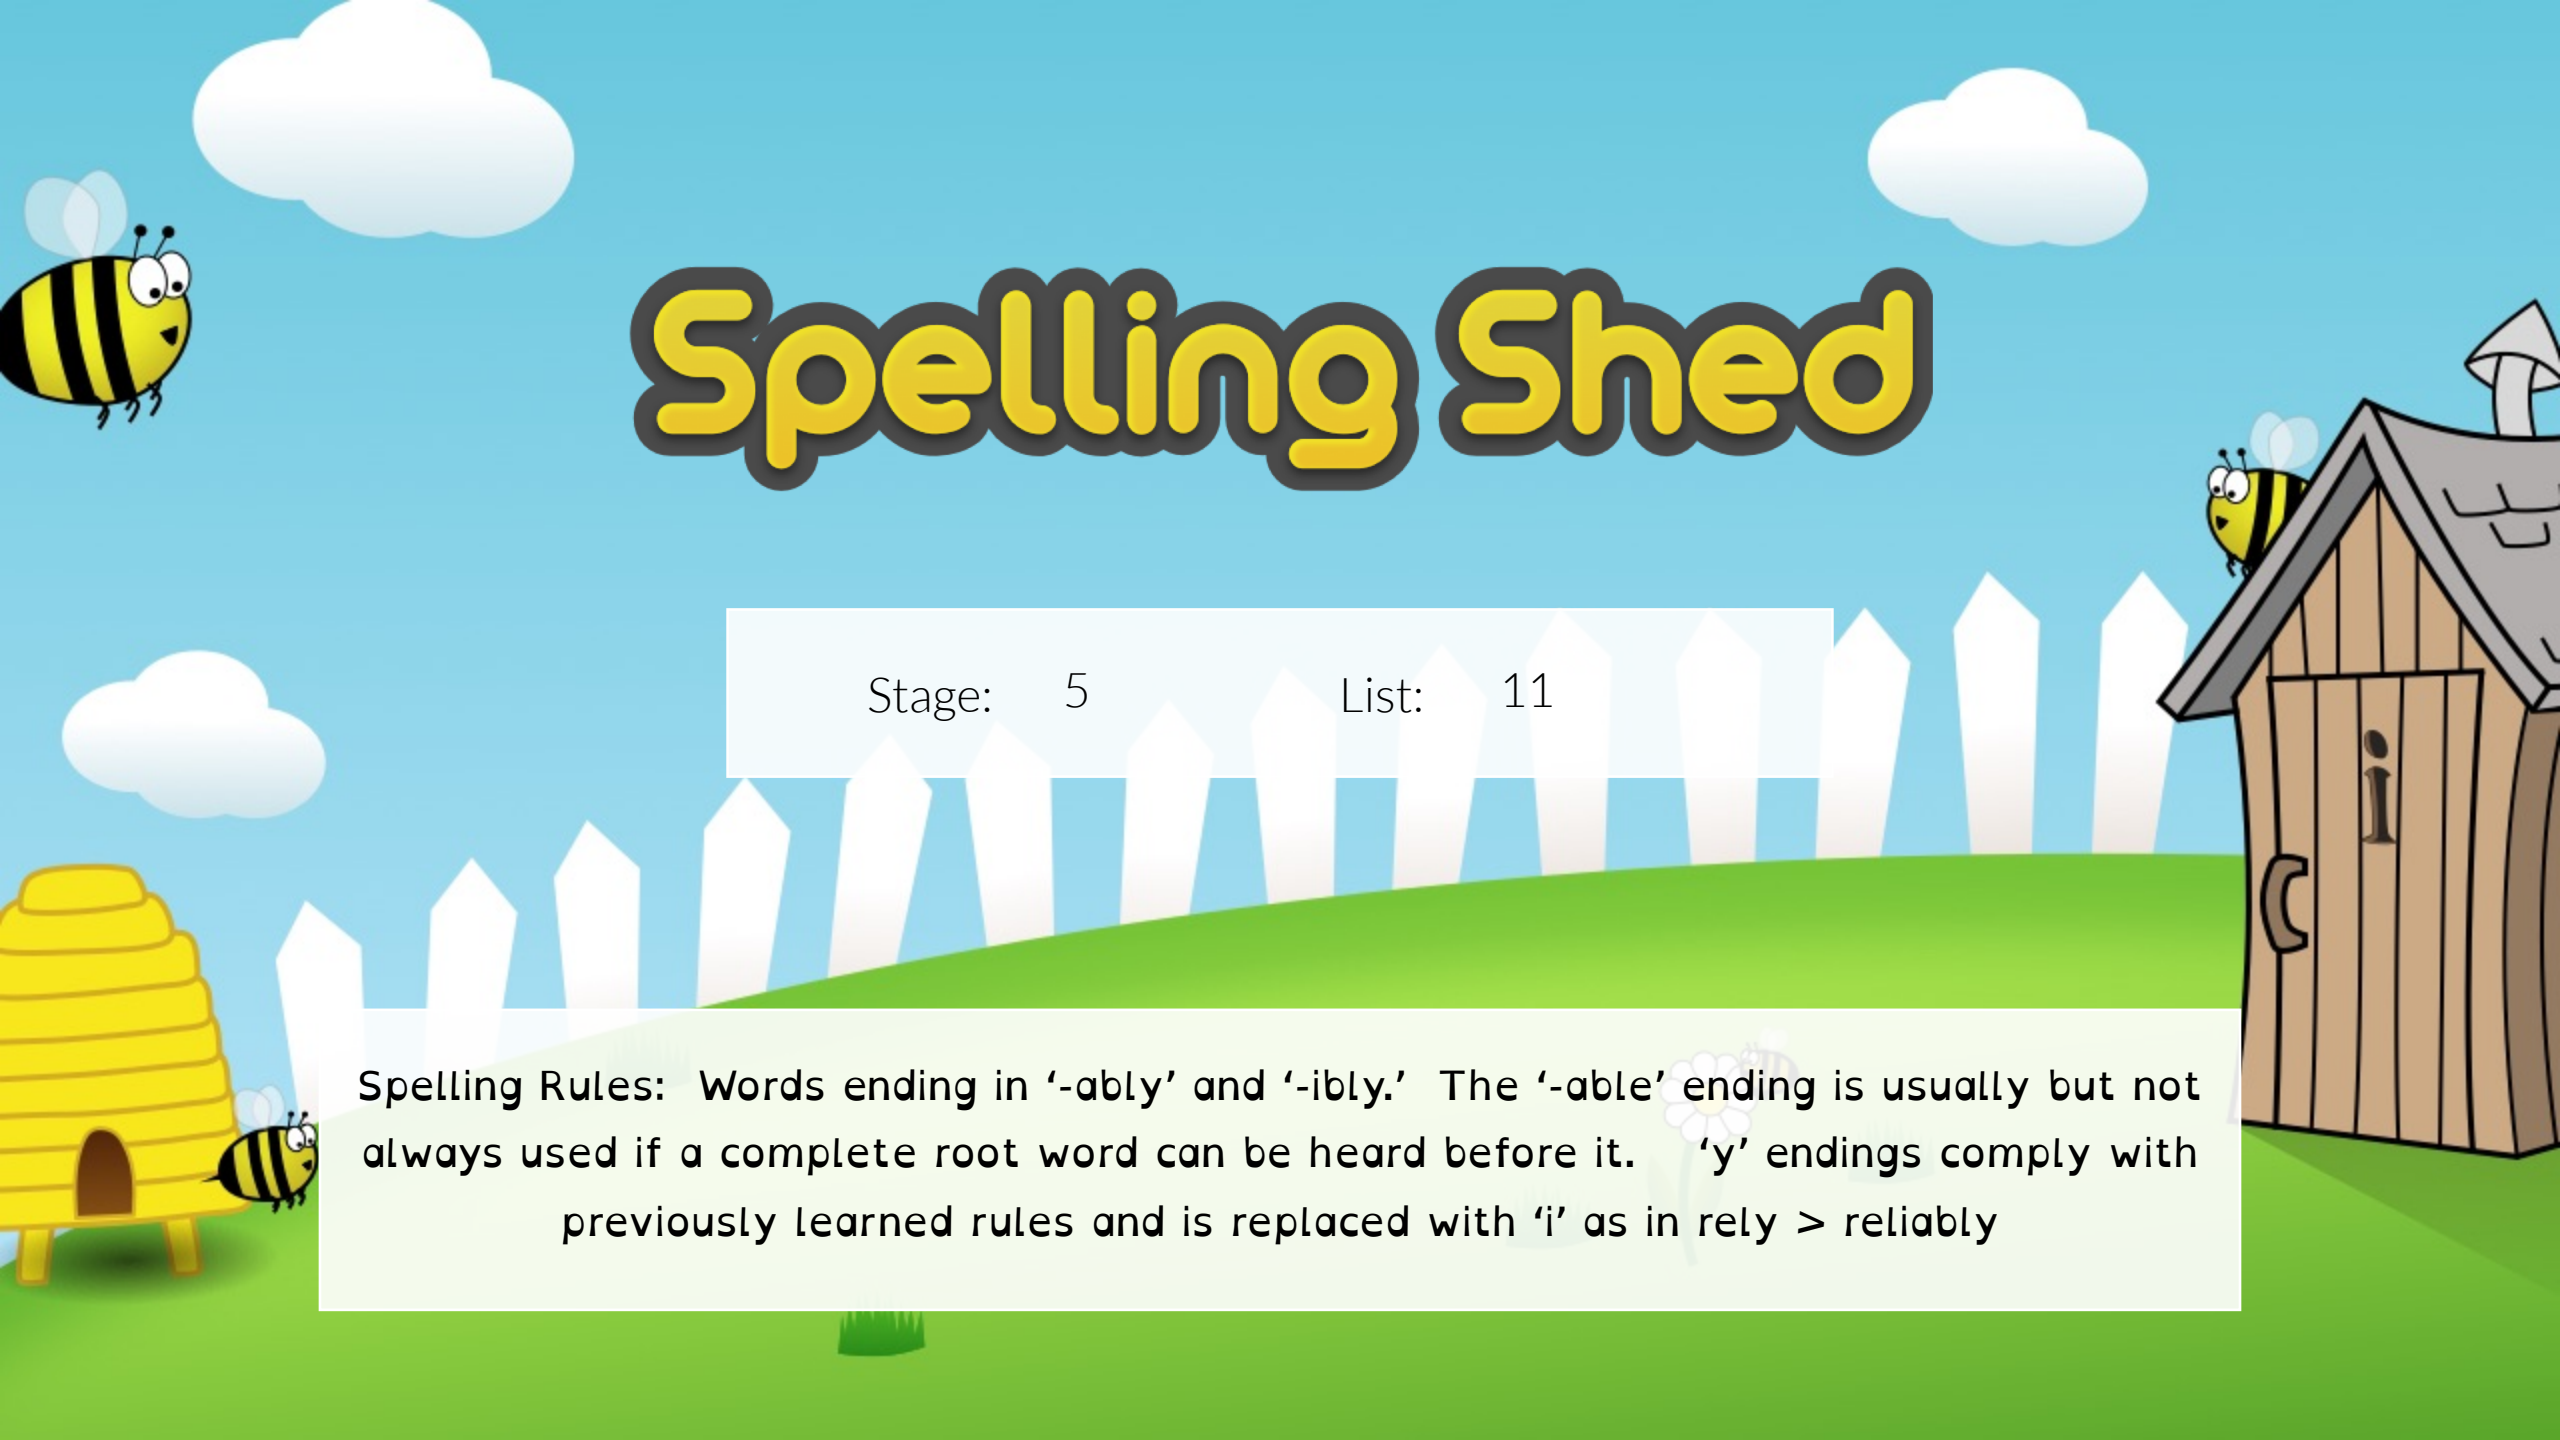 Spelling Shed
Stage: 5 List: 11
i
Spelling Rules: Words ending in ‘-ably’ and ‘-ibly.’ The ‘-able’ ending is usually but not
always used if a complete root word can be heard before it. ‘y’ endings comply with
previously learned rules and is replaced with ‘i’ as in rely > reliably